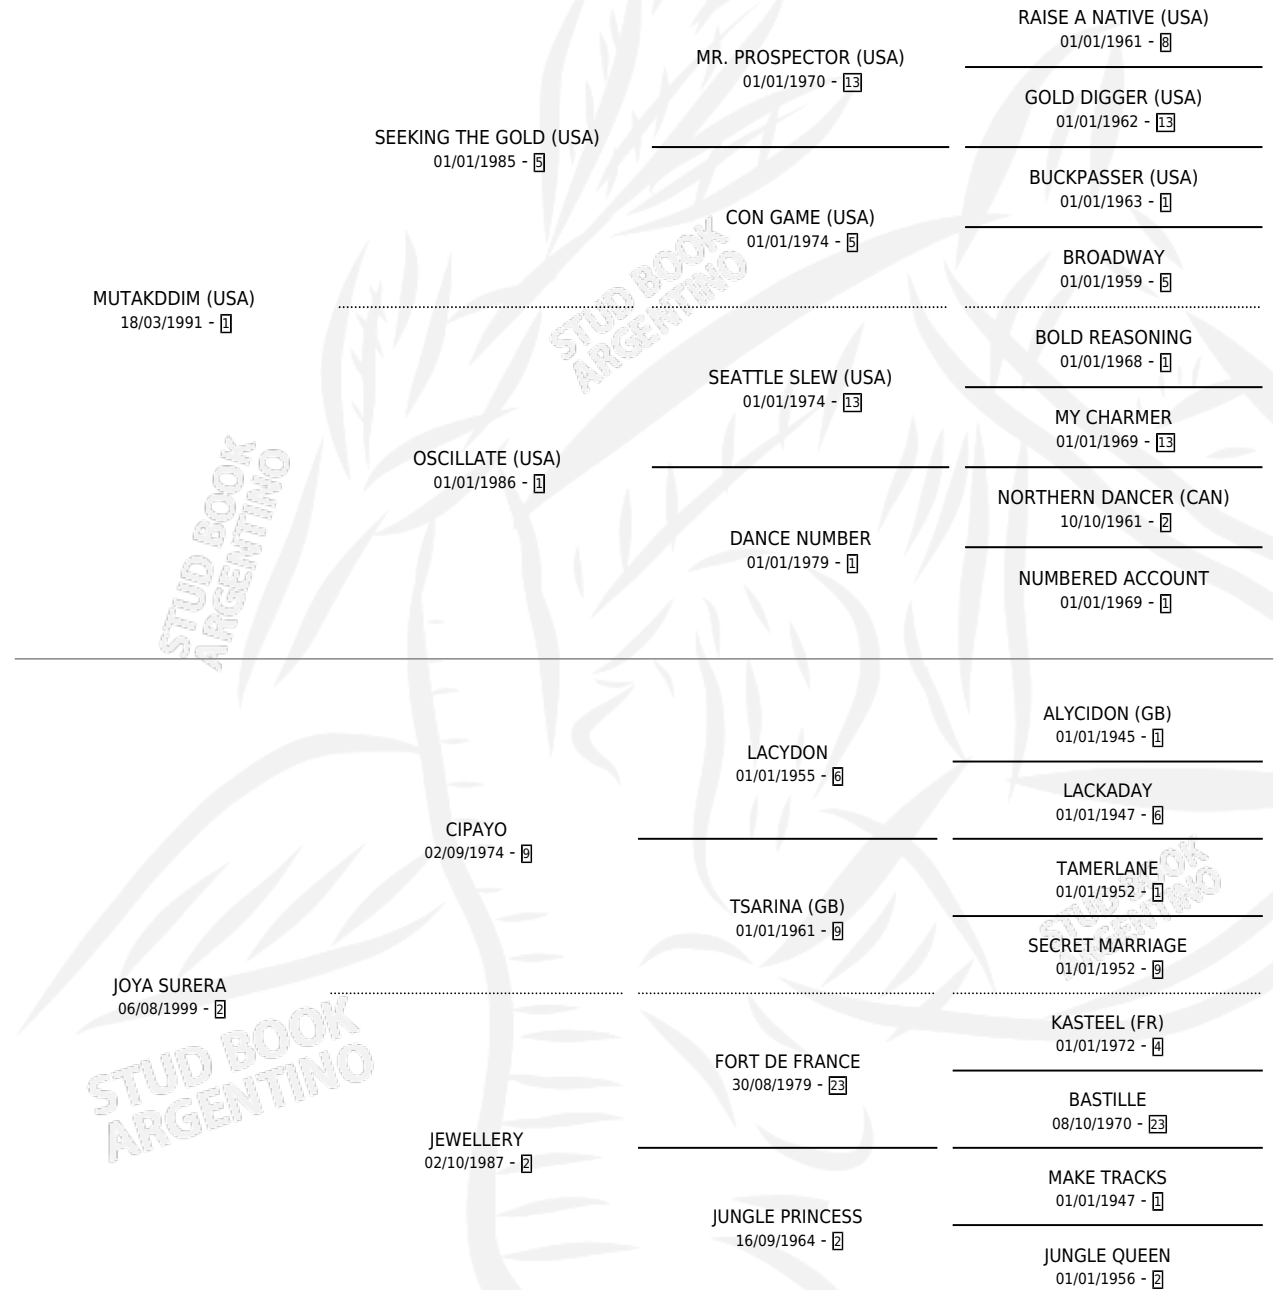 RAISE A NATIVE (USA)
01/01/1961 - 8
MR. PROSPECTOR (USA)
01/01/1970 - 13
GOLD DIGGER (USA)
01/01/1962 - 13
SEEKING THE GOLD (USA)
01/01/1985 - 5
BUCKPASSER (USA)
01/01/1963 - 1
CON GAME (USA)
01/01/1974 - 5
BROADWAY
01/01/1959 - 5
MUTAKDDIM (USA)
18/03/1991 - 1
BOLD REASONING
01/01/1968 - 1
SEATTLE SLEW (USA)
01/01/1974 - 13
MY CHARMER
01/01/1969 - 13
OSCILLATE (USA)
01/01/1986 - 1
NORTHERN DANCER (CAN)
10/10/1961 - 2
DANCE NUMBER
01/01/1979 - 1
NUMBERED ACCOUNT
01/01/1969 - 1
ALYCIDON (GB)
01/01/1945 - 1
LACYDON
01/01/1955 - 6
LACKADAY
01/01/1947 - 6
CIPAYO
02/09/1974 - 9
TAMERLANE
01/01/1952 - 1
TSARINA (GB)
01/01/1961 - 9
SECRET MARRIAGE
01/01/1952 - 9
JOYA SURERA
06/08/1999 - 2
KASTEEL (FR)
01/01/1972 - 4
FORT DE FRANCE
30/08/1979 - 23
BASTILLE
08/10/1970 - 23
JEWELLERY
02/10/1987 - 2
MAKE TRACKS
01/01/1947 - 1
JUNGLE PRINCESS
16/09/1964 - 2
JUNGLE QUEEN
01/01/1956 - 2
STUD BOOK
ARGENTINO
STUD BOOK
ARGENTINO
STUD BOOK
ARGENTINO
STUD BOOK
ARGENTINO